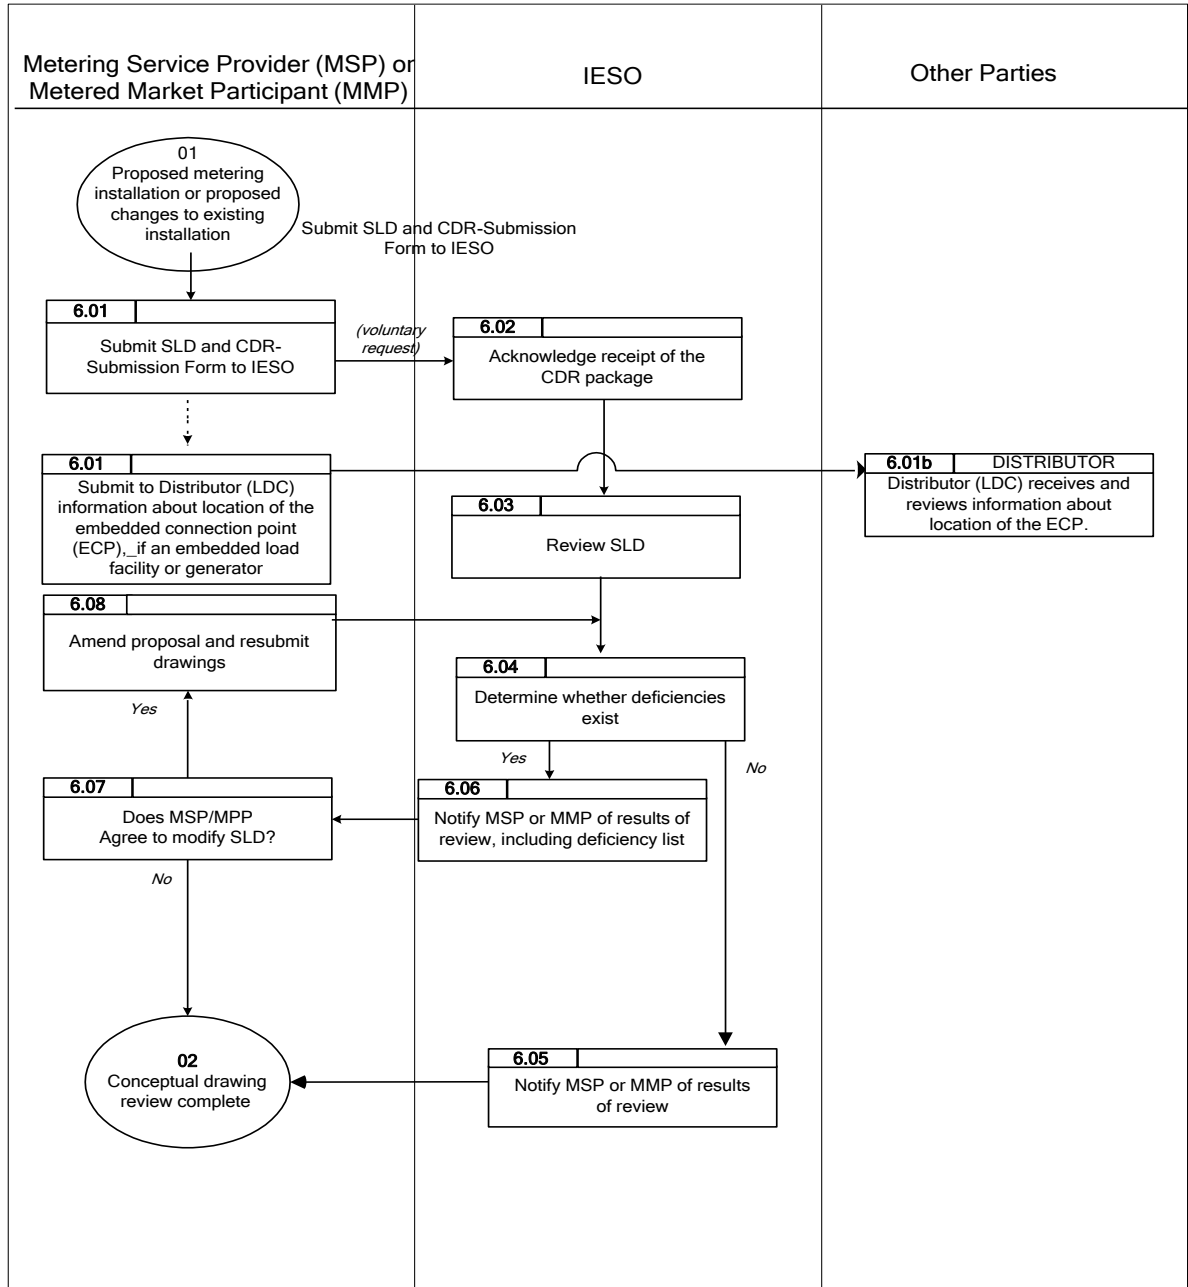 Metering Service Provider (MSP) or
Metered Market Participant (MMP)
IESO
Other Parties
01
Proposed metering
installation or proposed
changes to existing
installation
Submit SLD and CDR-Submission
Form to IESO
6.01
Submit SLD and CDR-
Submission Form to IESO
(voluntary
request)
6.02
Acknowledge receipt of the
CDR package
6.01
Submit to Distributor (LDC)
information about location of the
embedded connection point
(ECP),_if an embedded load
facility or generator
6.01b
DISTRIBUTOR
Distributor (LDC) receives and
reviews information about
location of the ECP.
6.03
Review SLD
6.08
Amend proposal and resubmit
drawings
6.04
Determine whether deficiencies
exist
Yes
Yes
No
6.07
Does MSP/MPP
Agree to modify SLD?
6.06
Notify MSP or MMP of results of
review, including deficiency list
No
02
Conceptual drawing
review complete
6.05
Notify MSP or MMP of results
of review